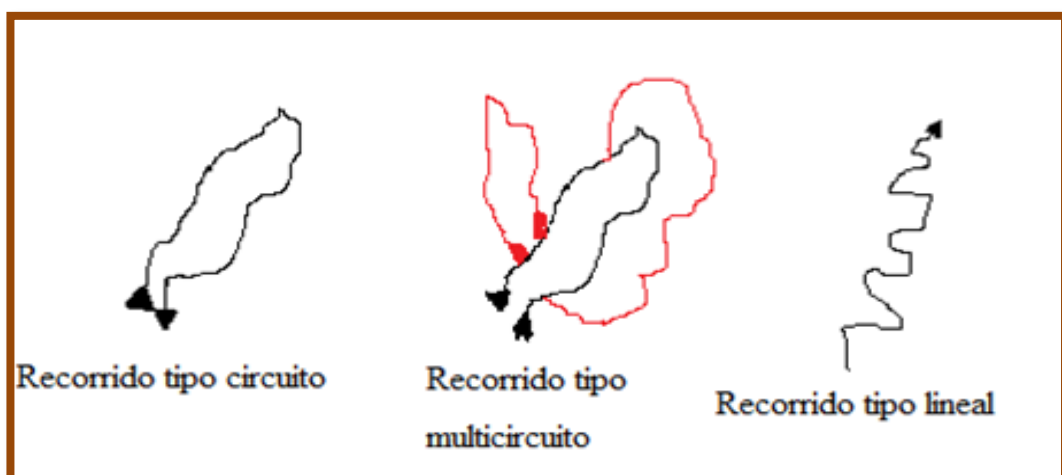 Recorrido tipo circuito
Recorrido tipo
multicircuito
Recorrido tipo lineal